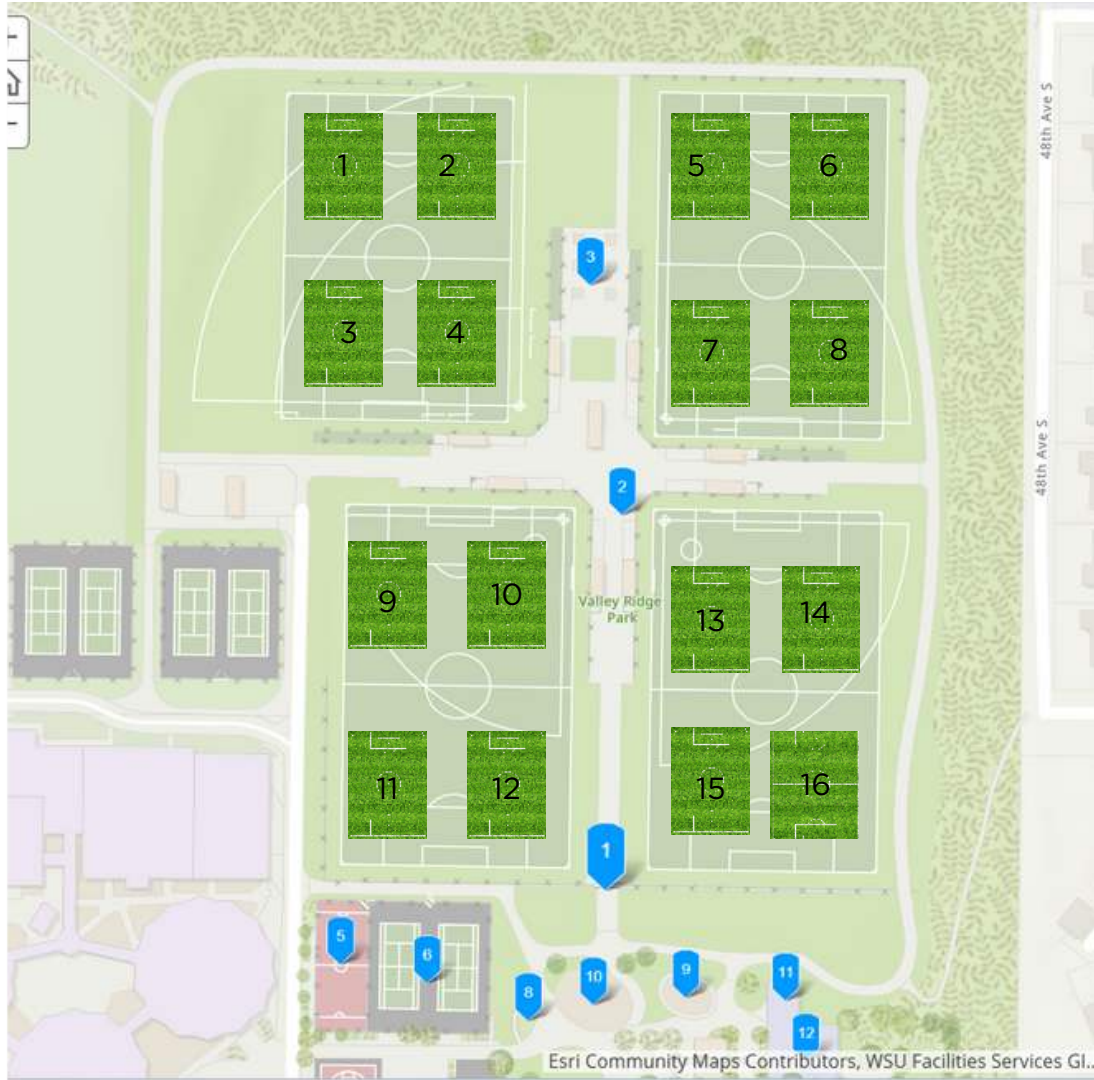 48th Ave S
1 2 5 6
3
3 4 7 8
48th Ave S
2
9 10
Valley Ridge
Park
13 14
11 12 15 16
1
5
6
8
10
9
11
12
Esri Community Maps Contributors, WSU Facilities Services GI...